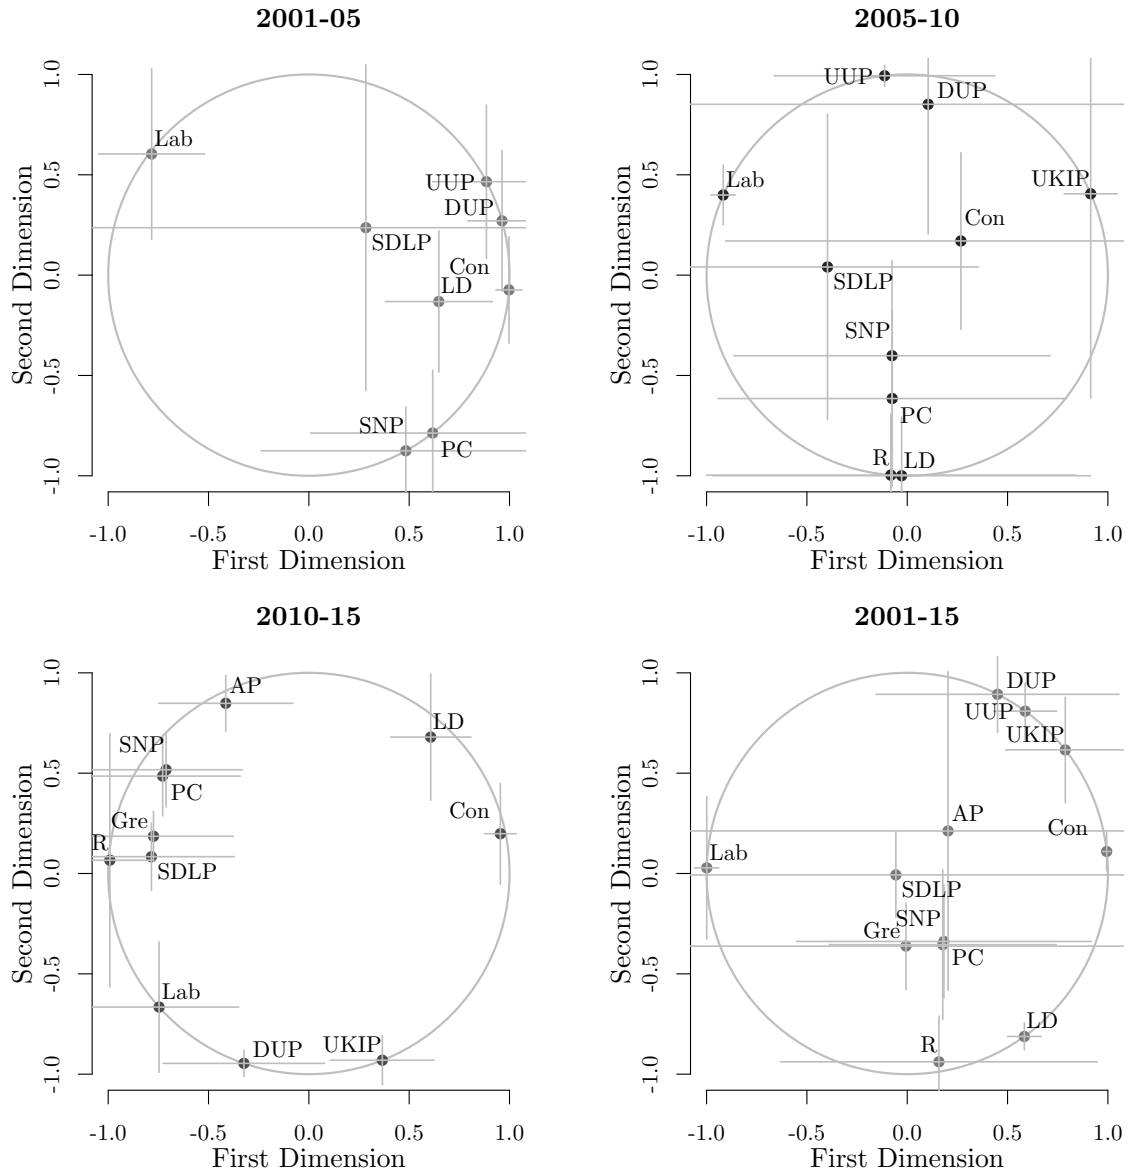 2001-05
Second Dimension
1.0
0.5
0.0
-0.5
-1.0
Lab
UUP
DUP
SDLP
Con
LD
SNP
PC
-1.0 -0.5 0.0 0.5 1.0
First Dimension
2005-10
Second Dimension
1.0
0.5
0.0
-0.5
-1.0
UUP
DUP
Lab
UKIP
Con
SDLP
SNP
PC
R LD
-1.0 -0.5 0.0 0.5 1.0
First Dimension
2010-15
Second Dimension
1.0
0.5
0.0
-0.5
-1.0
AP
LD
SNP
PC
Con
Gre
R
SDLP
Lab
DUP UKIP
-1.0 -0.5 0.0 0.5 1.0
First Dimension
2001-15
Second Dimension
1.0
0.5
0.0
-0.5
-1.0
DUP
UUP
UKIP
AP
Con
Lab
SDLP
SNP
Gre
PC
LD
R
-1.0 -0.5 0.0 0.5 1.0
First Dimension